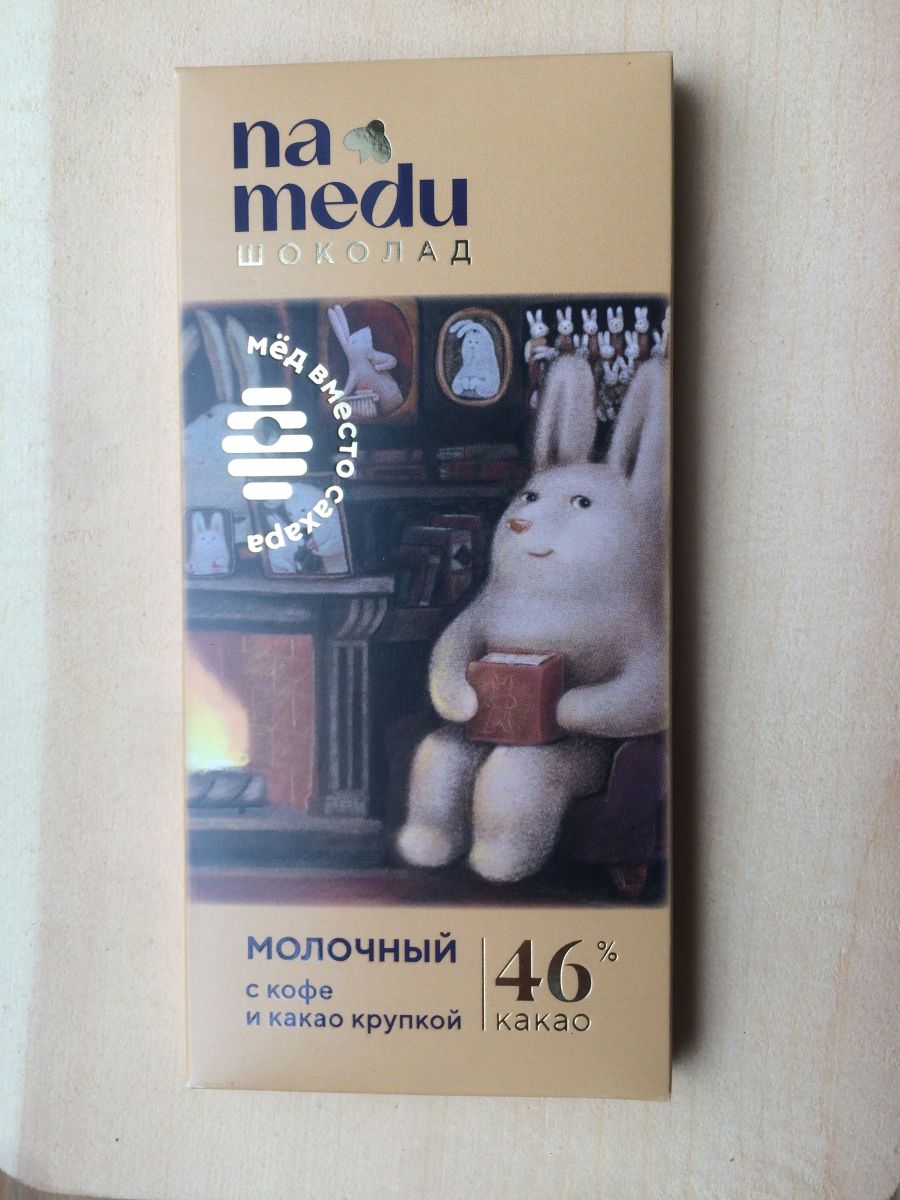 na
medu
ШОКОЛАД
мёд вместо сахара
МОЛОЧНЫЙ
с кофе
и какао крупкой
46%
какао